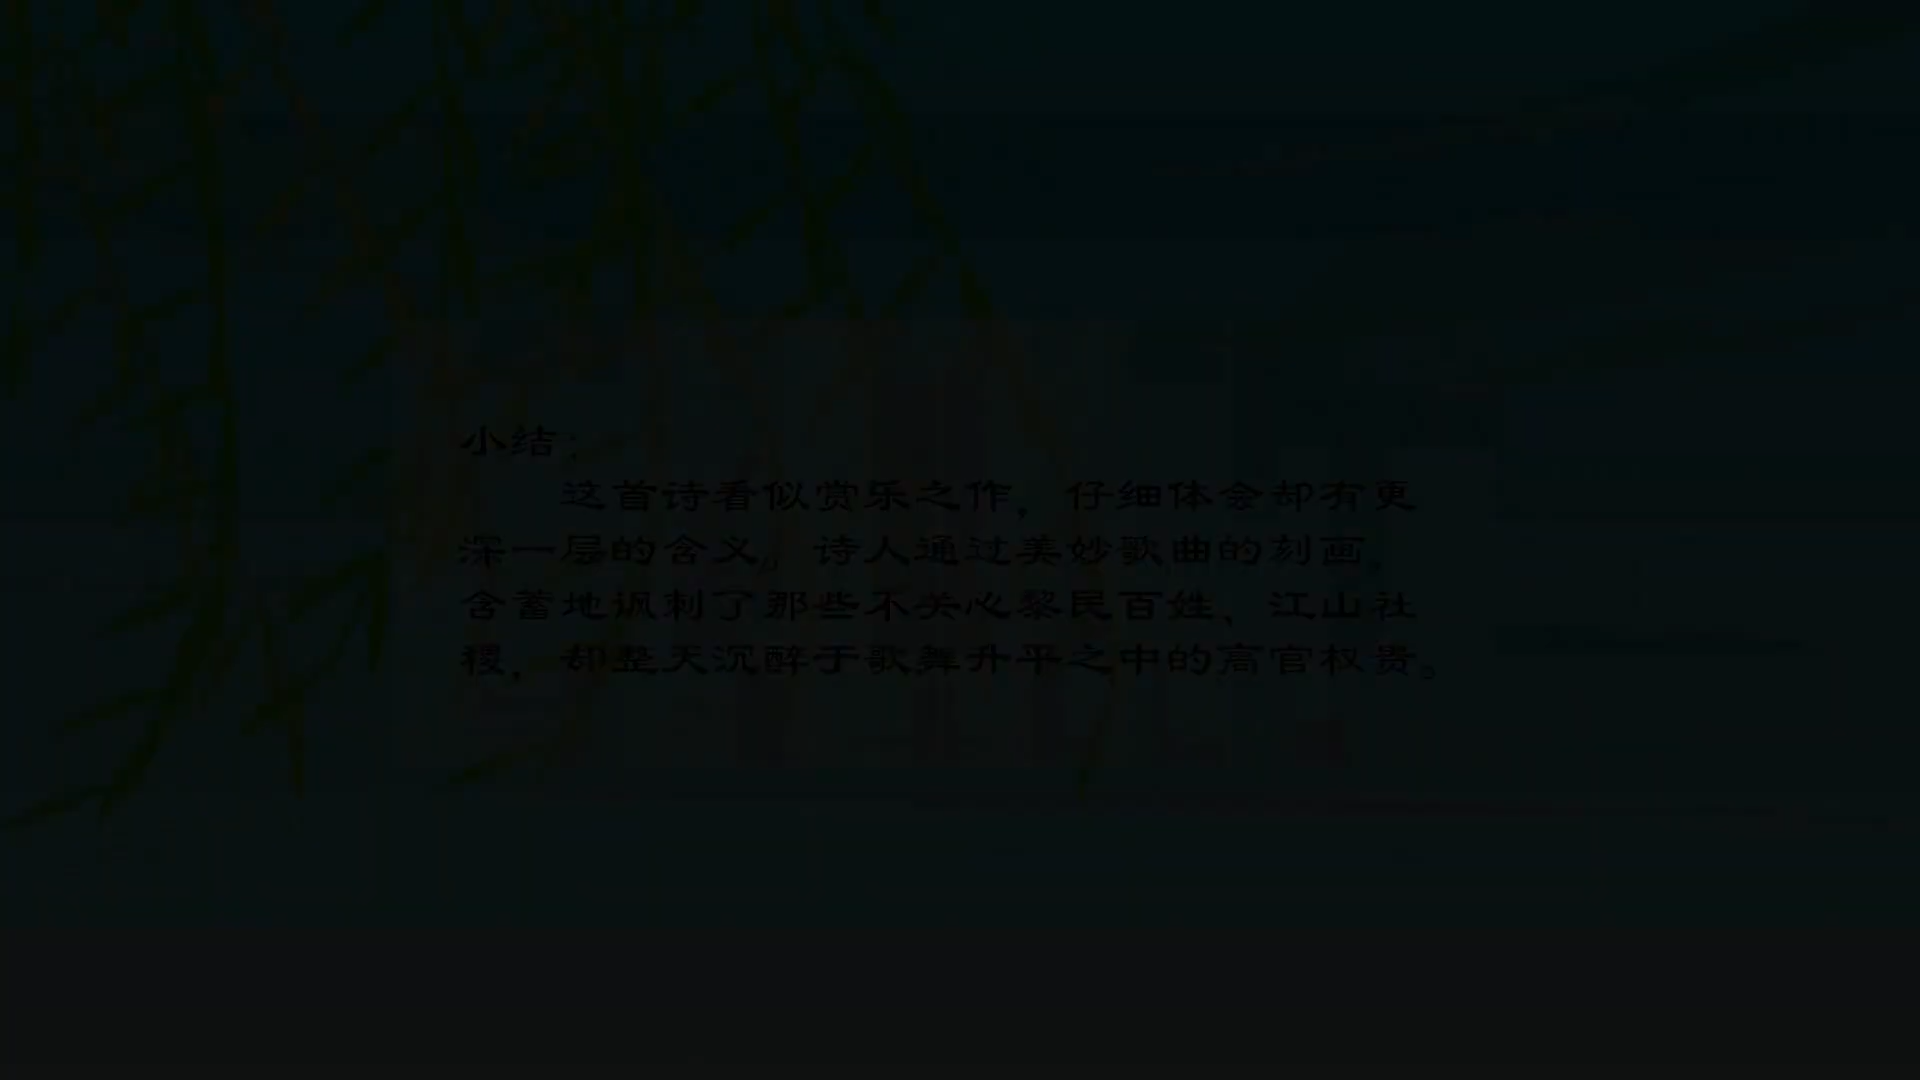 小结：
这首诗看似赏乐之作，仔细体会却有更
深一层的含义。诗人通过美妙歌曲的刻画，
含蓄地讽刺了那些不关心黎民百姓、江山社
稷，却整天沉醉于歌舞升平之中的高官权贵。